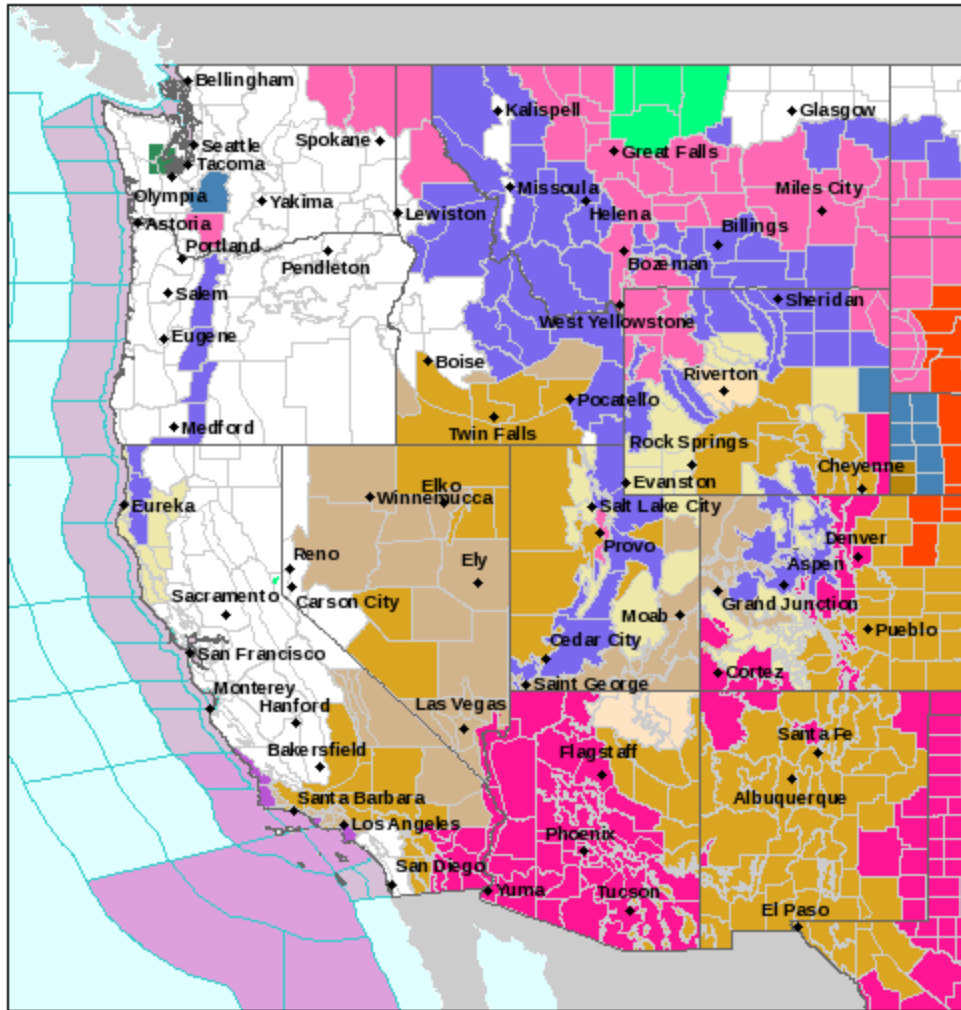 Bellingham
Kalispell
Glasgow
Spokane
Seattle
Great Falls
Tacoma
Olympia
Missoula
Miles City
Yakima
Helena
Lewiston
Astoria
Billings
Portland
Pendleton
Bozeman
Salem
Sheridan
West Yellowstone
Eugene
Boise
Riverton
Pocatello
Medford
Twin Falls
Rock Springs
Cheyenne
Elko
Evanston
Winnemucca
Eureka
Salt Lake City
Denver
Provo
Reno
Ely
Aspen
Sacramento
Carson City
Grand Junction
Moab
Pueblo
Cedar City
San Francisco
Cortez
Saint George
Monterey
Hanford
Las Vegas
Santa Fe
Bakersfield
Flagstaff
Albuquerque
Santa Barbara
Los Angeles
Phoenix
San Diego
Yuma
Tucson
El Paso